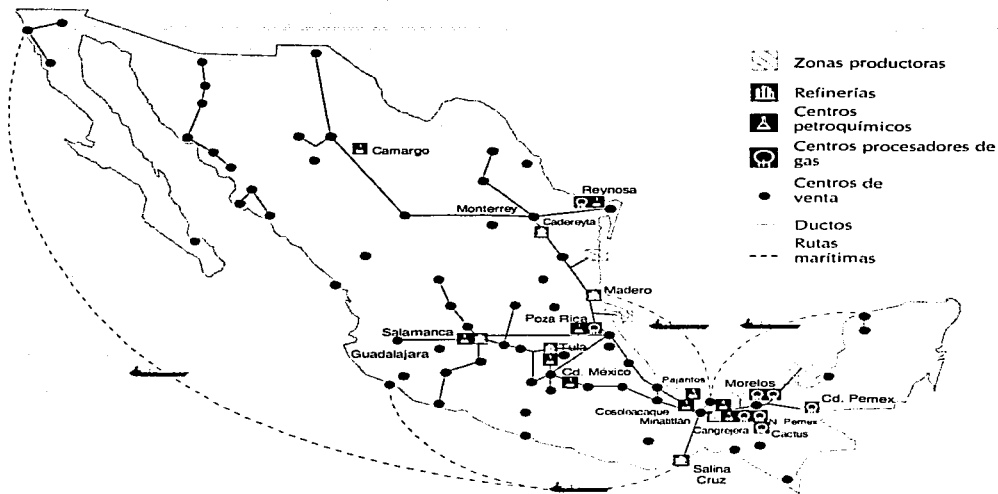 Zonas productoras
Refinerías
Centros
petroquímicos
Centros procesadores de
gas
Centros de
venta
Ductos
Rutas
marítimas
Camargo
Reynosa
Monterrey
Cadereyta
Madero
Poza Rica
Salamanca
Guadalajara
Tula
Cd. México
Pajaritos
Morelos
Cd. Pemex
Cosoleacaque
Minatitlán
Cangrejera
N. Pemex
Cactus
Salina
Cruz